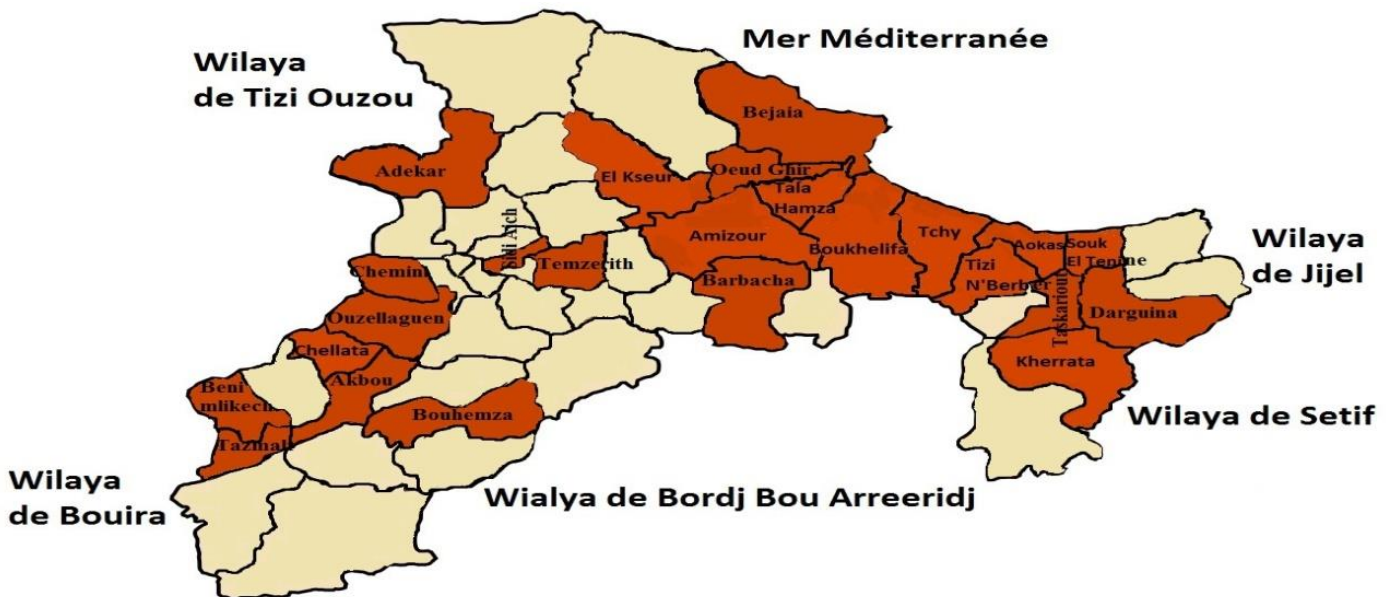 Mer Méditerranée
Wilaya
de Tizi Ouzou
Bejaia
Adekar
El Kseur
Oeud Ghir
Tala
Hamza
Amizour
Boukhelifa
Tchy
Aokas
Souk
El Tenine
Wilaya
de Jijel
Sidi Aich
Temzerith
Chemini
Barbacha
Tizi
N'Berber
Taskariout
Darguina
Ouzellaguen
Chellata
Akbou
Kherrata
Beni
mlikech
Bouhemza
Tazmalt
Wilaya de Setif
Wilaya
de Bouira
Wialya de Bordj Bou Arreeridj